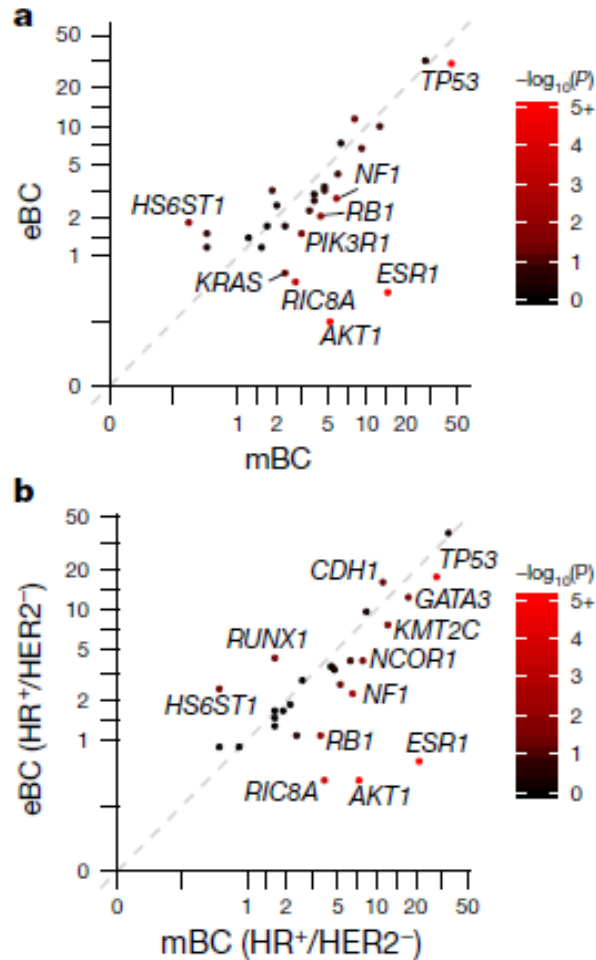 a
50
20
10
5
2
1
0
eBC
TP53
NF1
HS6ST1
RB1
PIK3R1
KRAS
ESR1
RIC8A
AKT1
0 1 2 5 10 20 50
mBC
–log10(P)
5+
4
3
2
1
0
b
50
20
10
5
2
1
0
eBC (HR+/HER2–)
TP53
CDH1
GATA3
KMT2C
RUNX1
NCOR1
HS6ST1
NF1
RB1
ESR1
RIC8A
AKT1
0 1 2 5 10 20 50
mBC (HR+/HER2–)
–log10(P)
5+
4
3
2
1
0